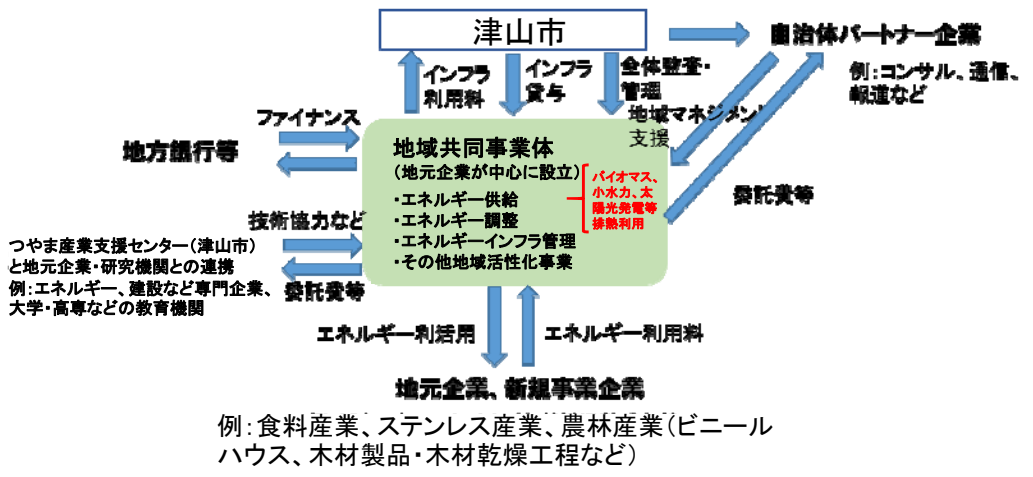 津山市
自治体パートナー企業
例：コンサル、通信、
報道など
インフラ
利用料
インフラ
貸与
全体監査・
管理
地域マネジメント
支援
ファイナンス
地方銀行等
地域共同事業体
(地元企業が中心に設立)
・エネルギー供給
・エネルギー調整
・エネルギーインフラ管理
・その他地域活性化事業
バイオマス、
小水力、太
陽光発電等
排熱利用
委託費等
技術協力など
つやま産業支援センター(津山市)
と地元企業・研究機関との連携
例：エネルギー、建設など専門企業、
大学・高専などの教育機関
委託費等
エネルギー利活用
エネルギー利用料
地元企業、新規事業企業
例：食料産業、ステンレス産業、農林産業(ビニール
ハウス、木材製品・木材乾燥工程など)